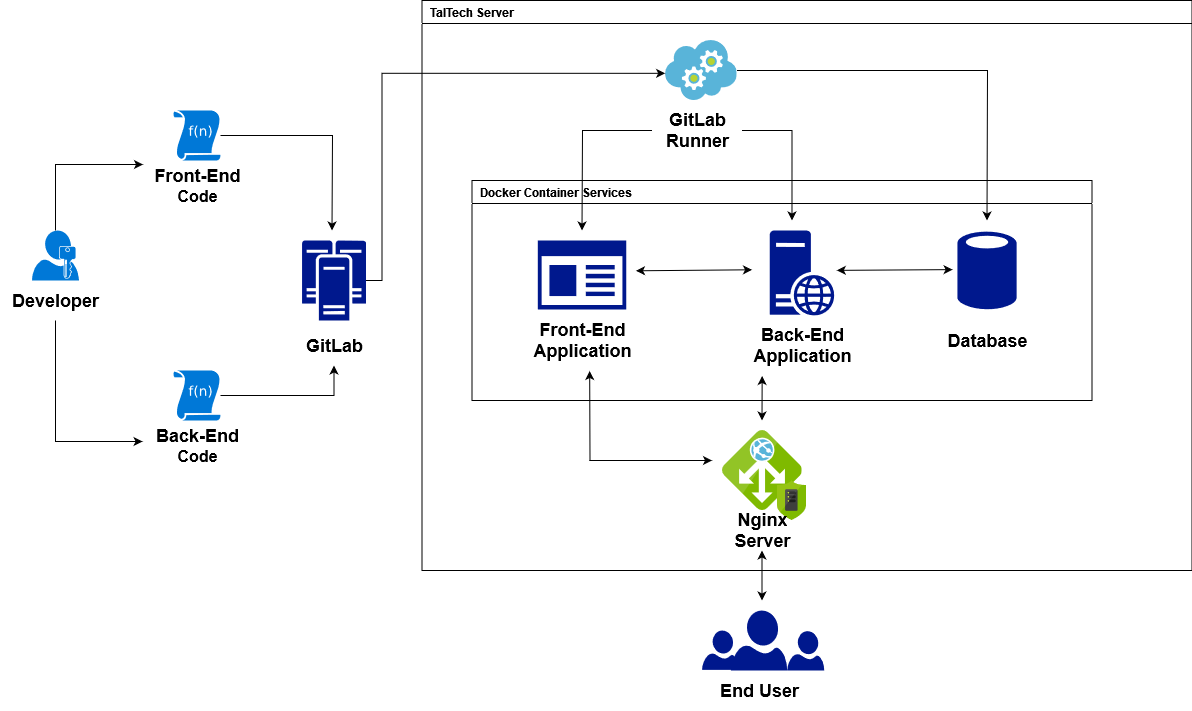 TalTech Server
GitLab
Runner
f(n)
Front-End
Code
Docker Container Services
Developer
GitLab
Front-End
Application
Back-End
Application
Database
f(n)
Back-End
Code
Nginx
Server
End User